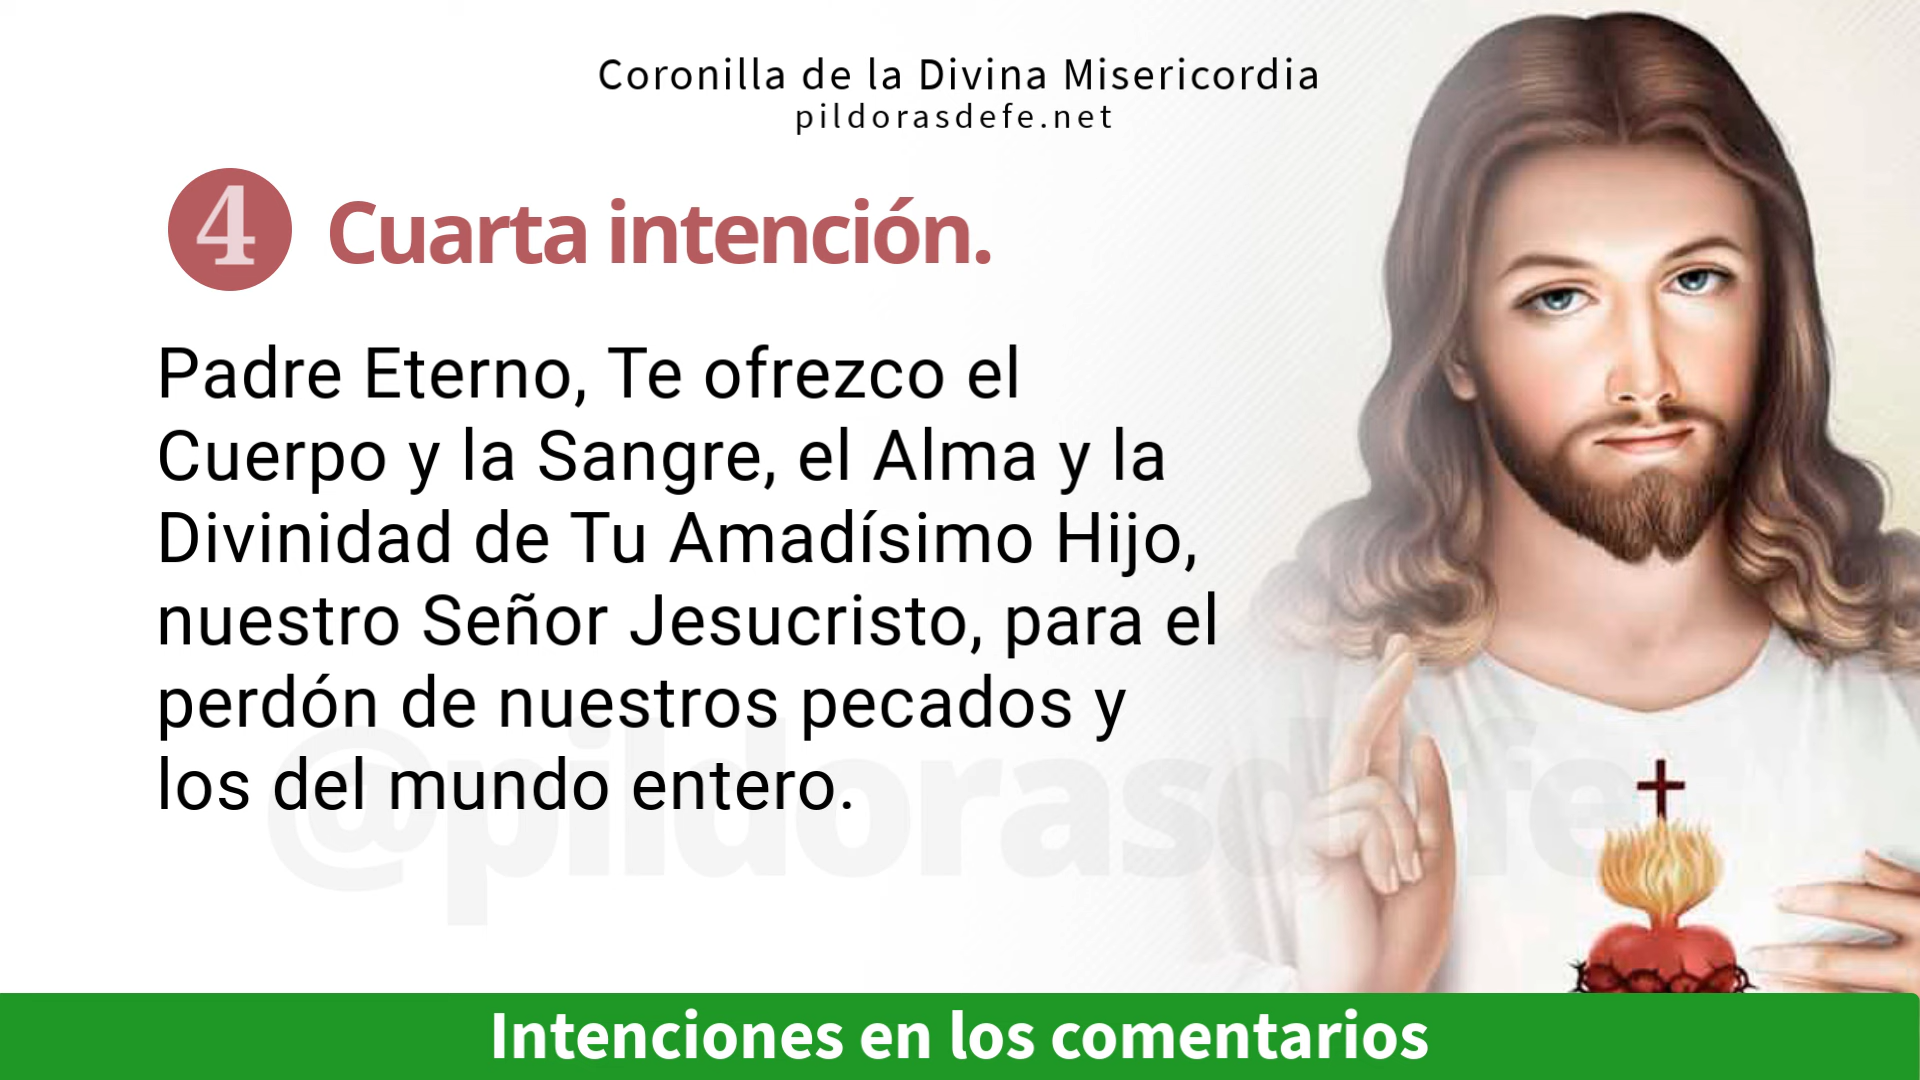 Coronilla de la Divina Misericordia
pildorasdefe.net
4 Cuarta intención.
Padre Eterno, Te ofrezco el
Cuerpo y la Sangre, el Alma y la
Divinidad de Tu Amadísimo Hijo,
nuestro Señor Jesucristo, para el
perdón de nuestros pecados y
los del mundo entero.
@pildorasdefe
Intenciones en los comentarios